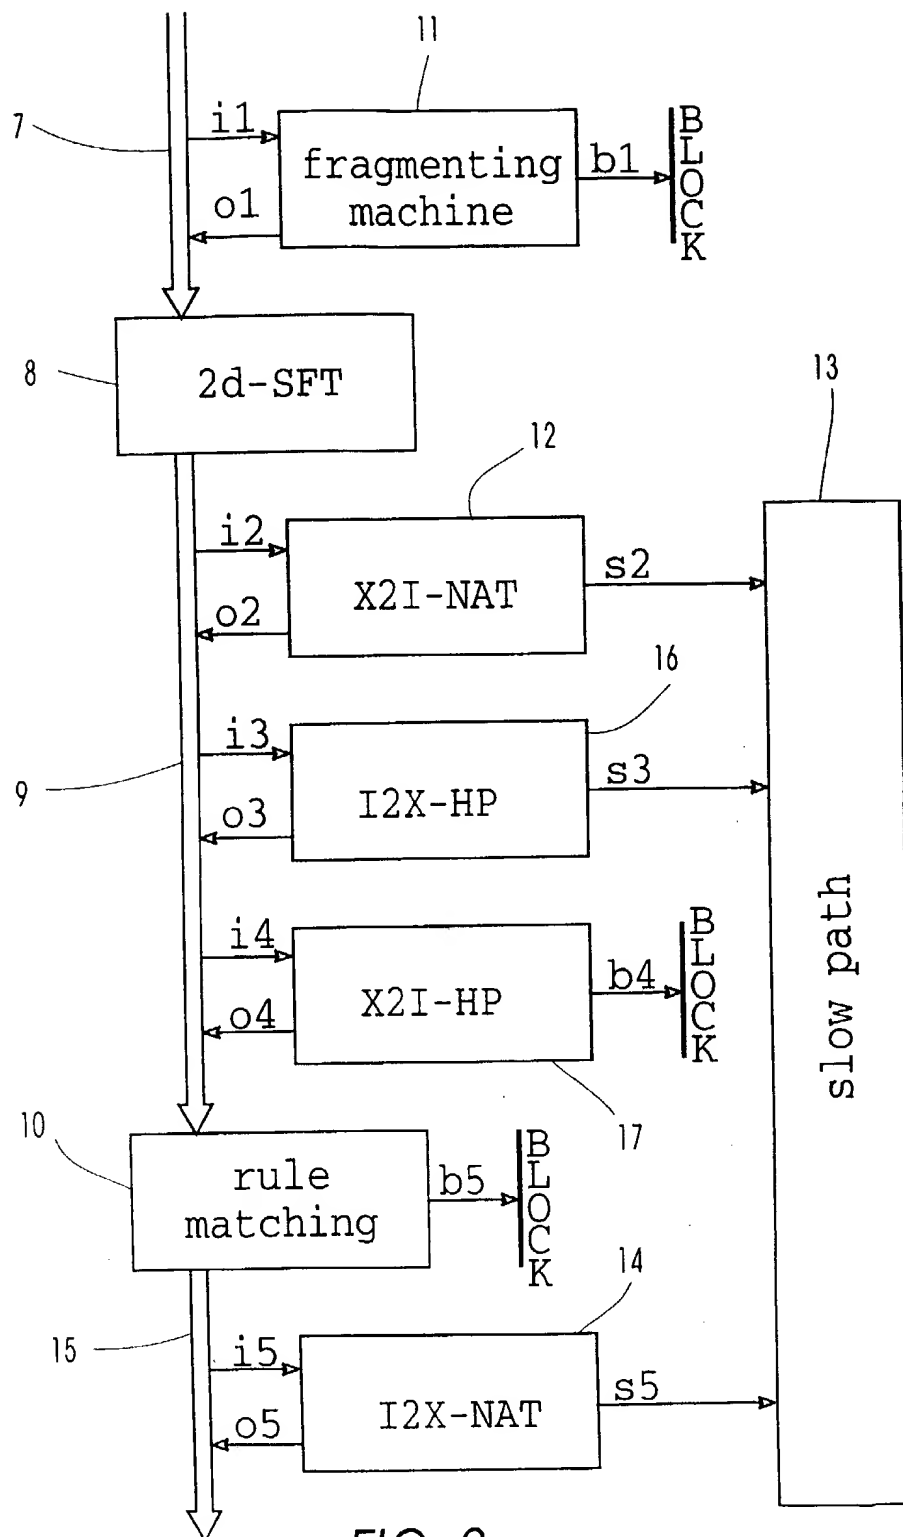 11
7
i1
fragmenting
machine
o1
b1
BLOCK
8
2d-SFT
13
12
i2
X2I-NAT
o2
s2
16
i3
I2X-HP
o3
s3
9
i4
X2I-HP
o4
b4
BLOCK
slow path
17
10
rule
matching
b5
BLOCK
14
15
i5
I2X-NAT
o5
s5